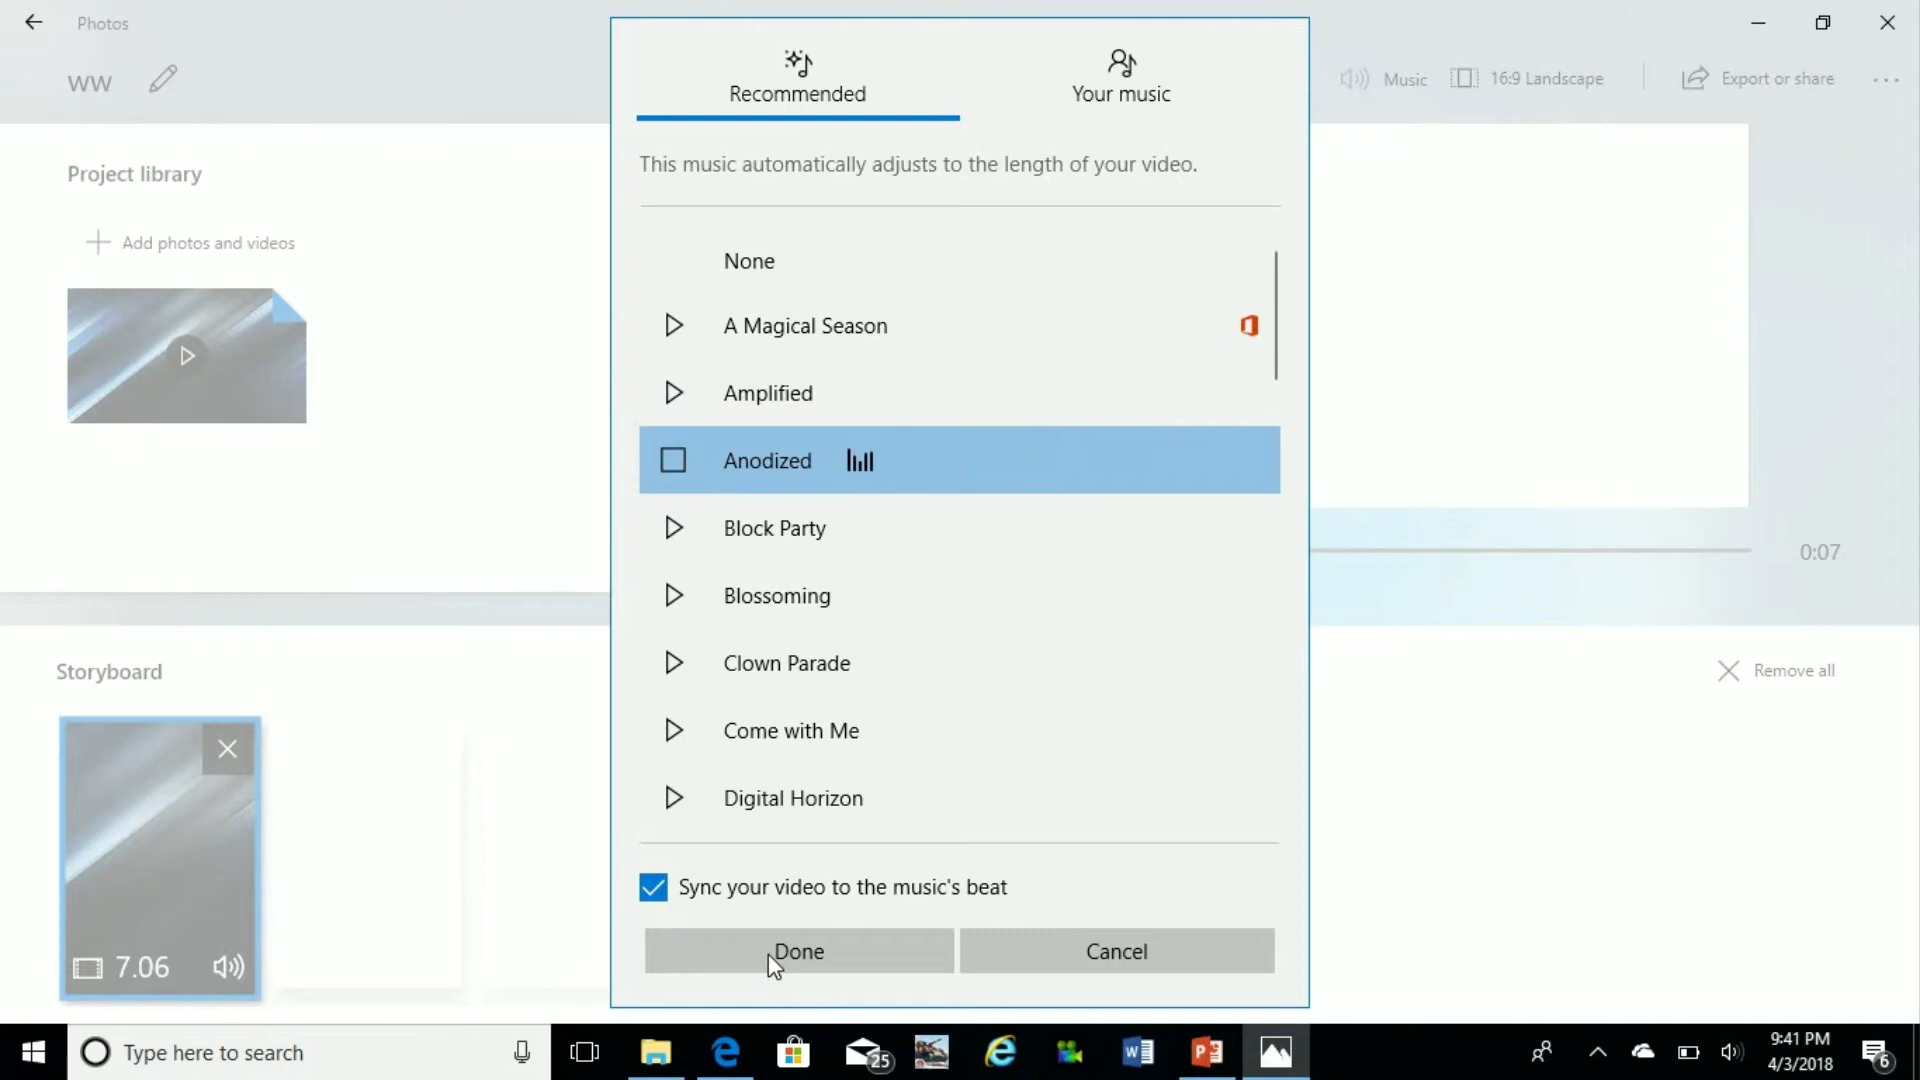 Photos
ww
Recommended
Your music
Music
16:9 Landscape
Export or share
Project library
This music automatically adjusts to the length of your video.
Add photos and videos
None
A Magical Season
Amplified
Anodized
Block Party
0:07
Blossoming
Storyboard
Clown Parade
Remove all
Come with Me
Digital Horizon
Sync your video to the music's beat
7.06
Done
Cancel
Type here to search
25
9:41 PM
4/3/2018
6